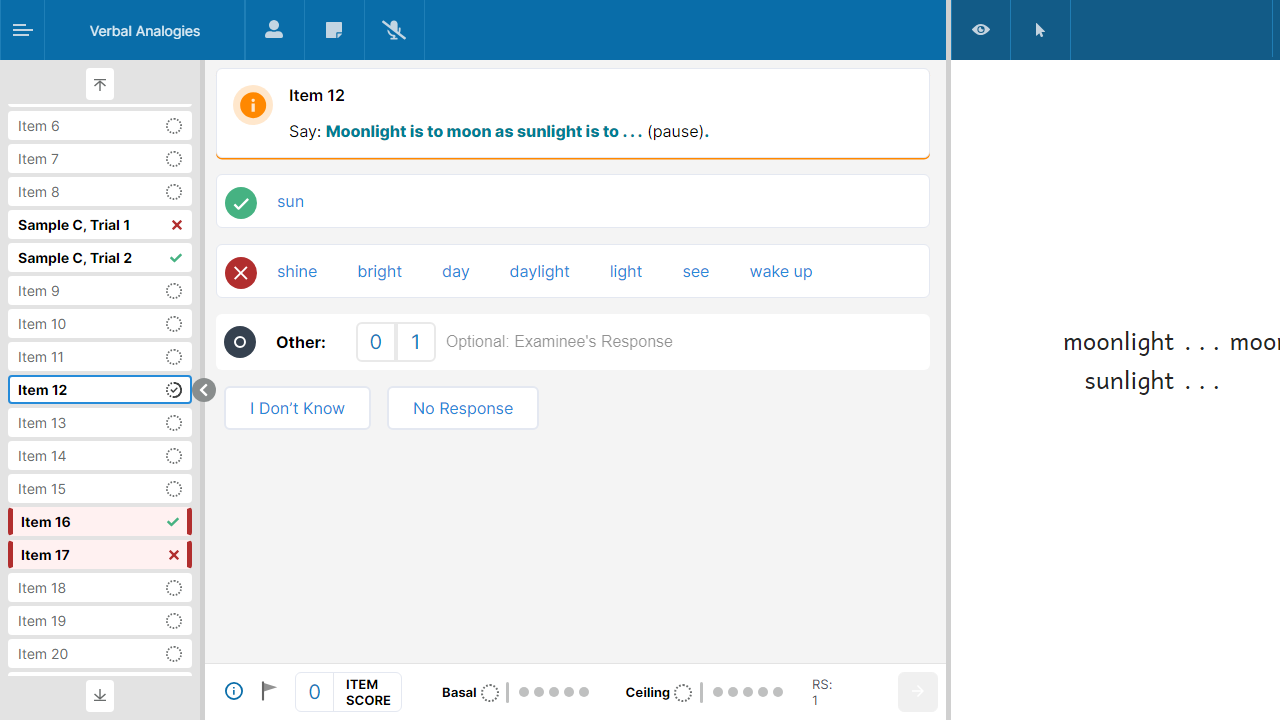 Verbal Analogies
Item 6
Item 7
Item 8
Sample C, Trial 1
Sample C, Trial 2
Item 9
Item 10
Item 11
Item 12
Item 13
Item 14
Item 15
Item 16
Item 17
Item 18
Item 19
Item 20
Item 12
Say: Moonlight is to moon as sunlight is to . . . (pause).
sun
shine bright day daylight light see wake up
Other: 0 1 Optional: Examinee's Response
I Don’t Know No Response
0 ITEM SCORE Basal Ceiling RS: 1
moonlight . . . moon
sunlight . . .